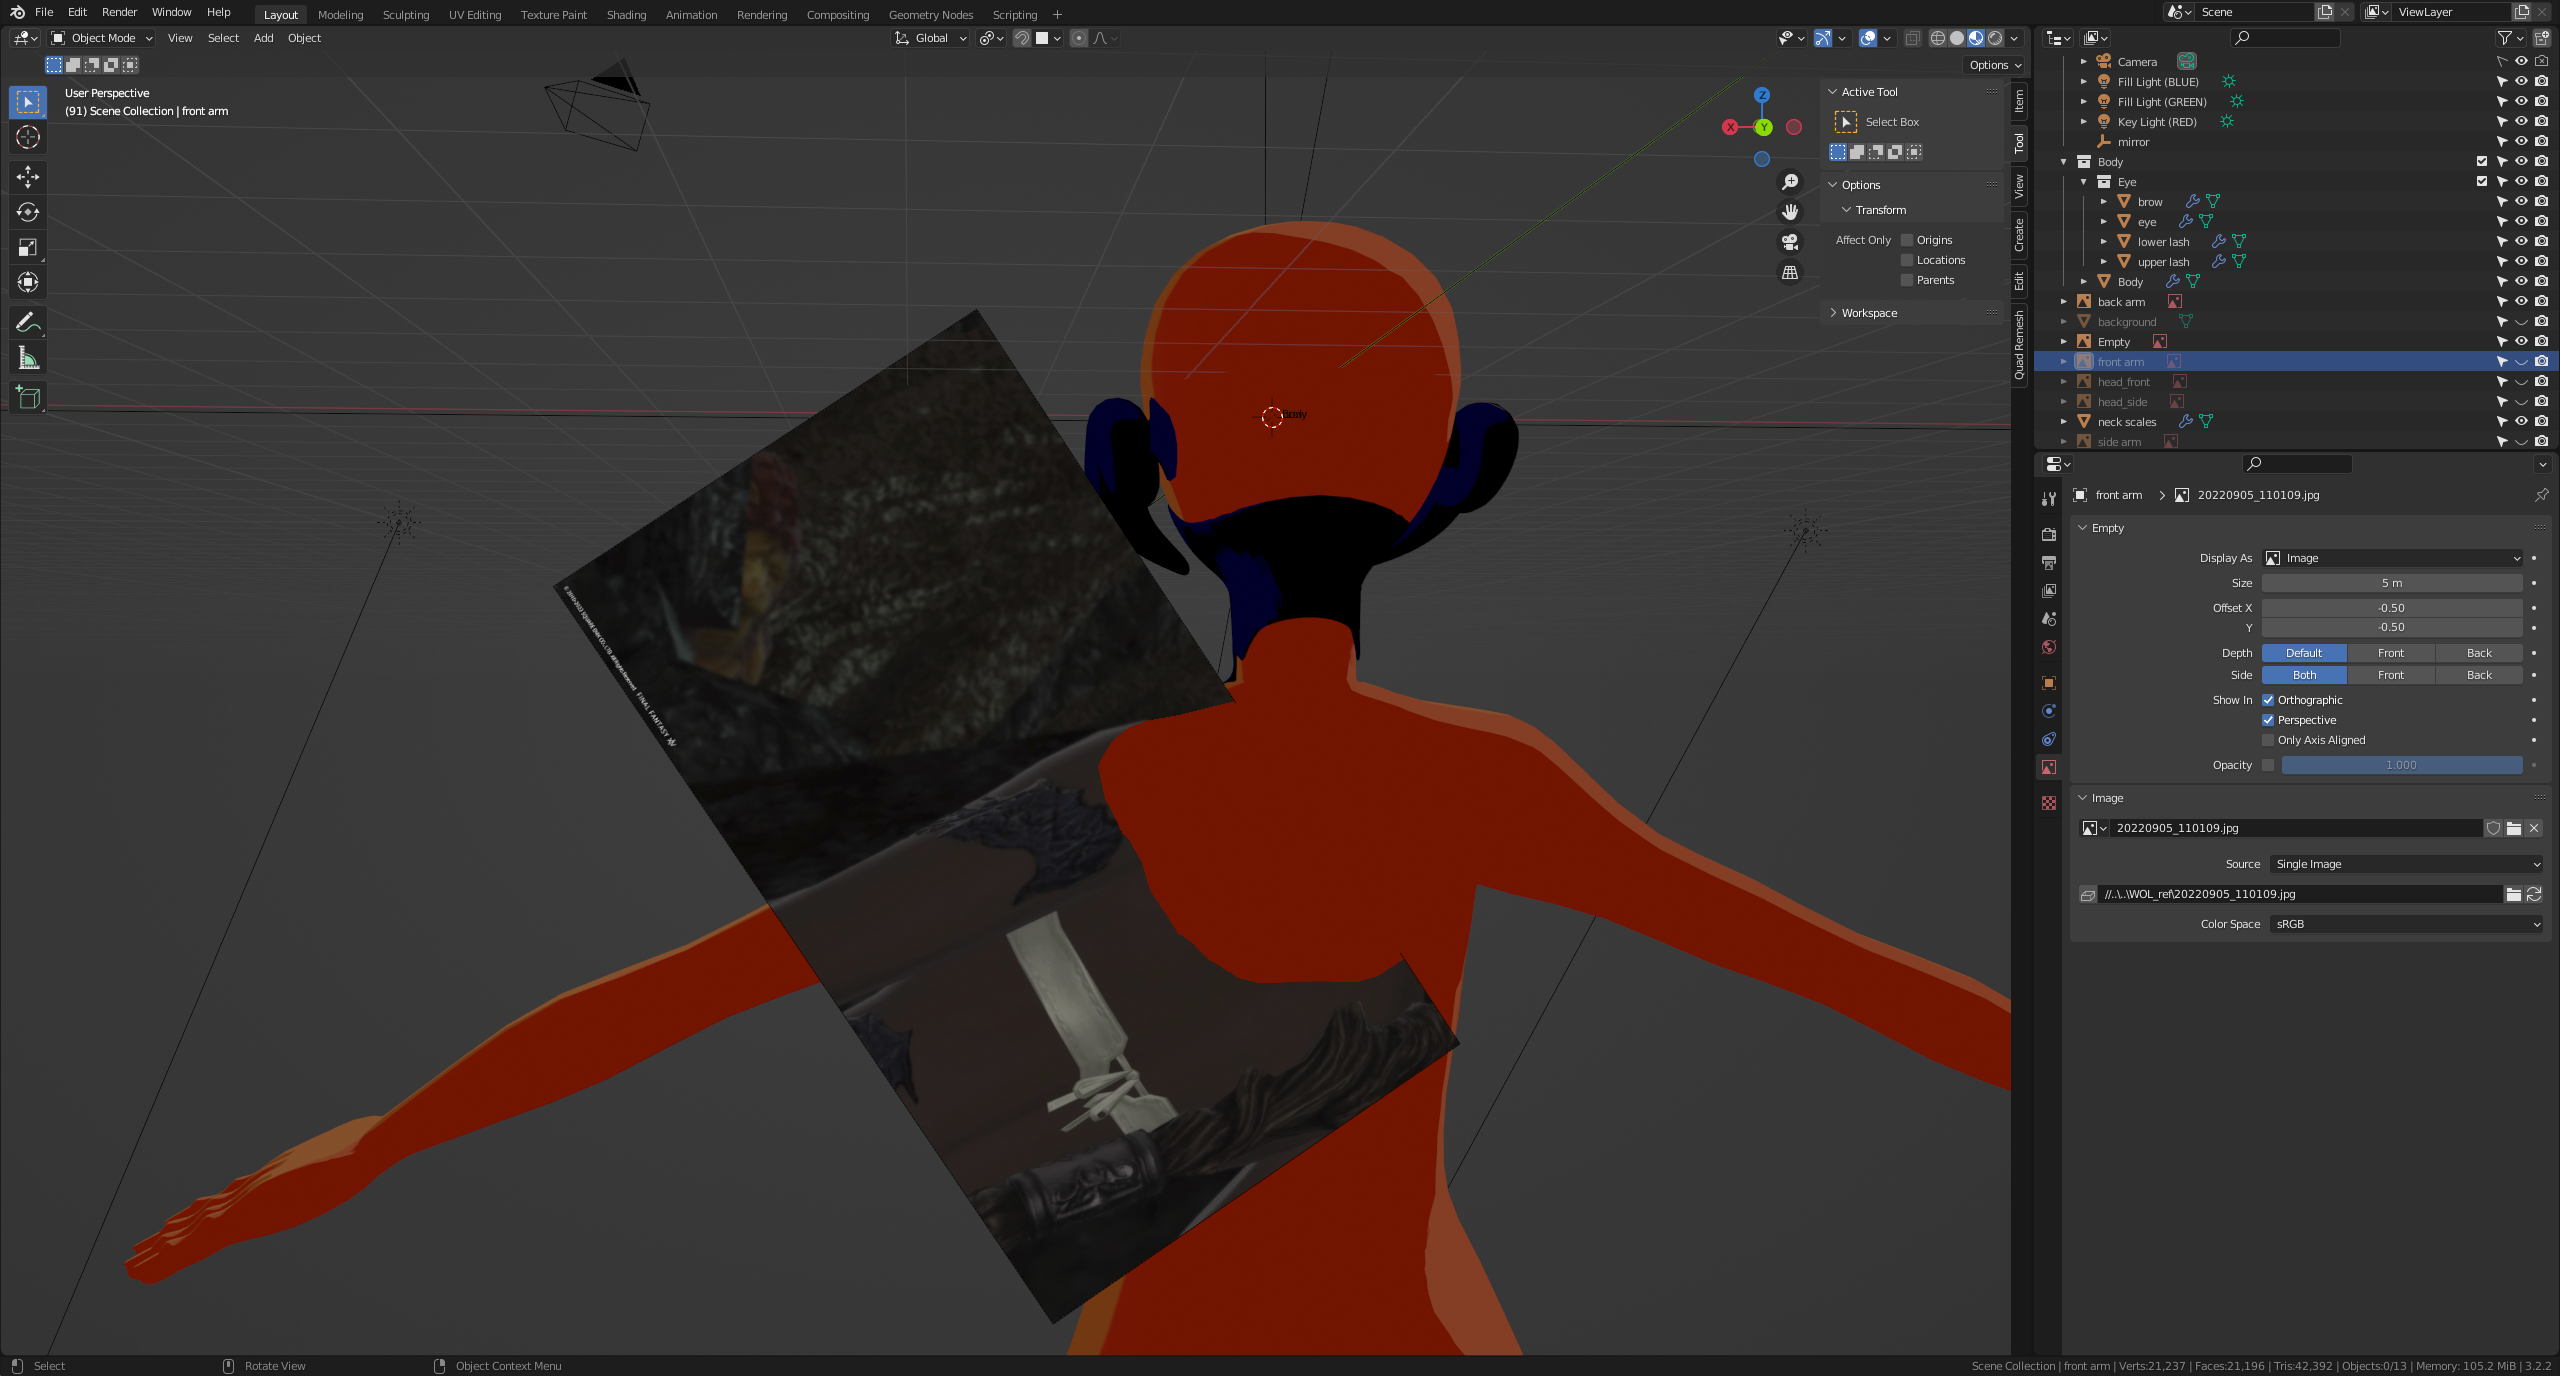 File Edit Render Window Help
Layout Modeling Sculpting UV Editing Texture Paint Shading Animation Rendering Compositing Geometry Nodes Scripting +
Scene
ViewLayer
Object Mode View Select Add Object
Global
Options
User Perspective
(91) Scene Collection | front arm
Z
X
Y
Active Tool
Select Box
Options
Transform
Affect Only Origins
Locations
Parents
Workspace
Item
Tool
View
Create
Edit
Quad Remesh
FINAL FANTASY XIV
Camera
Fill Light (BLUE)
Fill Light (GREEN)
Key Light (RED)
mirror
Body
Eye
brow
eye
lower lash
upper lash
Body
back arm
background
Empty
front arm
head_front
head_side
neck scales
side arm
front arm > 20220905_110109.jpg
Empty
Display As Image
Size 5 m
Offset X -0.50
Y -0.50
Depth Default Front Back
Side Both Front Back
Show In Orthographic
Perspective
Only Axis Aligned
Opacity 1.000
Image
20220905_110109.jpg
Source Single Image
//..\..\WOL_ref\20220905_110109.jpg
Color Space sRGB
Select Rotate View Object Context Menu
Scene Collection | front arm | Verts:21,237 | Faces:21,196 | Tris:42,392 | Objects:0/13 | Memory: 105.2 MiB | 3.2.2